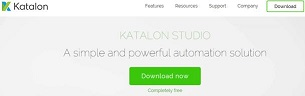 Katalon
Features Resources Support Company Download
KATALON STUDIO
A simple and powerful automation solution
Download now
Completely free